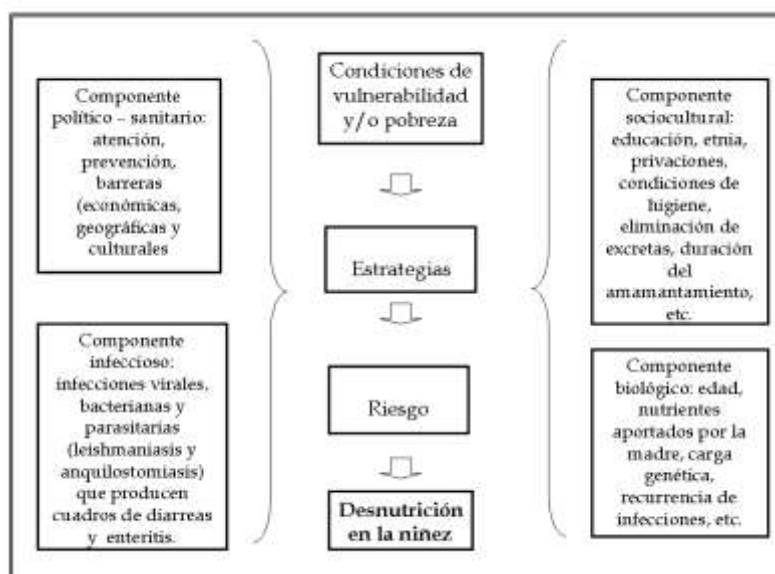 Componente
político – sanitario:
atención,
prevención,
barreras
(económicas,
geográficas y
culturales
Componente
infeccioso:
infecciones virales,
bacterianas y
parasitarias
(leishmaniasis y
anquilostomiasis)
que producen
cuadros de diarreas
y enteritis.
Condiciones de
vulnerabilidad
y/o pobreza
Estrategias
Riesgo
Desnutrición
en la niñez
Componente
sociocultural:
educación, etnia,
privaciones,
condiciones de
higiene,
eliminación de
excretas, duración
del
amamantamiento,
etc.
Componente
biológico: edad,
nutrientes
aportados por la
madre, carga
genética,
recurrencia de
infecciones, etc.